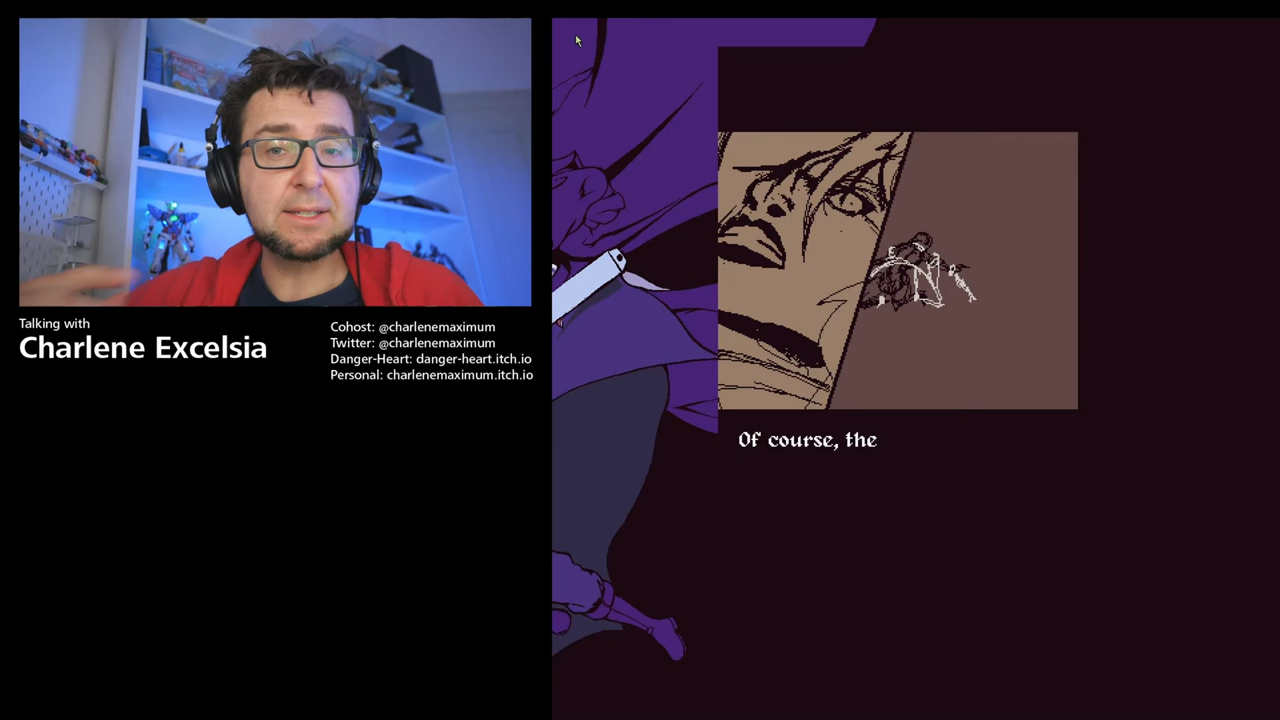 Talking with
Charlene Excelsia
Cohost: @charlenemaximum
Twitter: @charlenemaximum
Danger-Heart: danger-heart.itch.io
Personal: charlenemaximum.itch.io
Of course, the